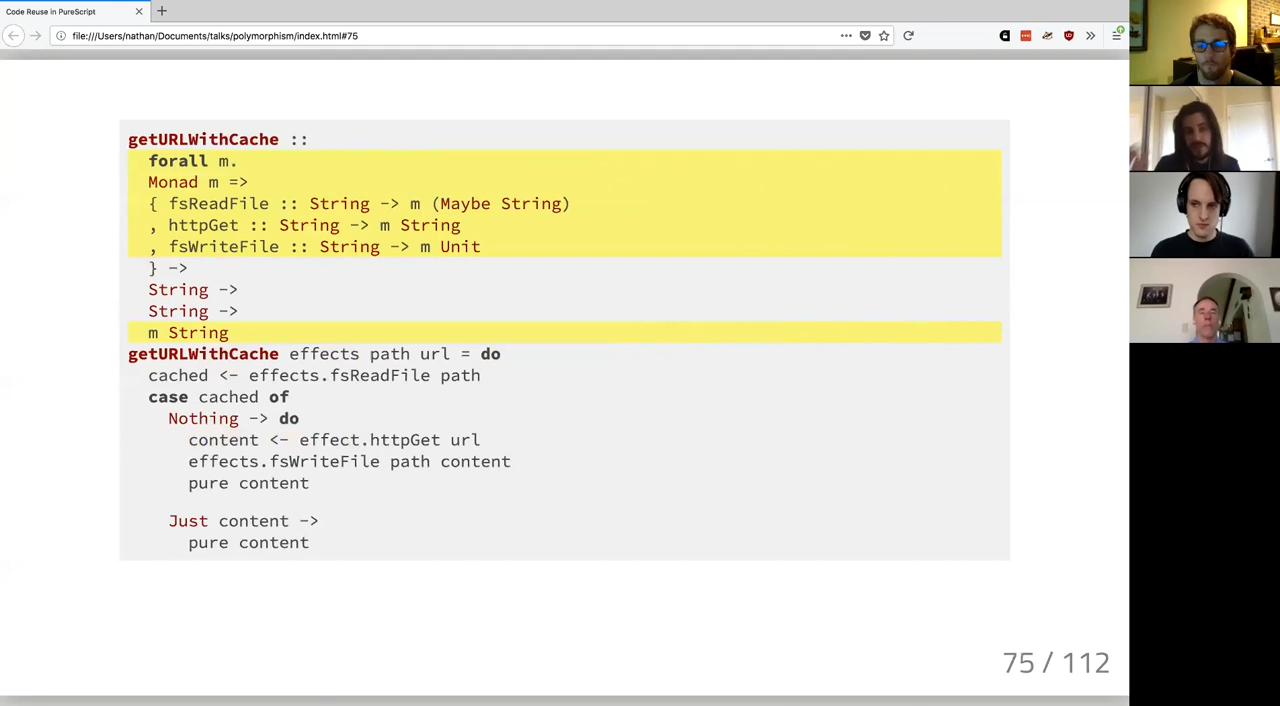 Code Reuse in PureScript
file:///Users/nathan/Documents/talks/polymorphism/index.html#75
getURLWithCache ::
forall m.
Monad m =>
{ fsReadFile :: String -> m (Maybe String)
, httpGet :: String -> m String
, fsWriteFile :: String -> m Unit
} ->
String ->
String ->
m String
getURLWithCache effects path url = do
cached <- effects.fsReadFile path
case cached of
Nothing -> do
content <- effect.httpGet url
effects.fsWriteFile path content
pure content
Just content ->
pure content
75 / 112